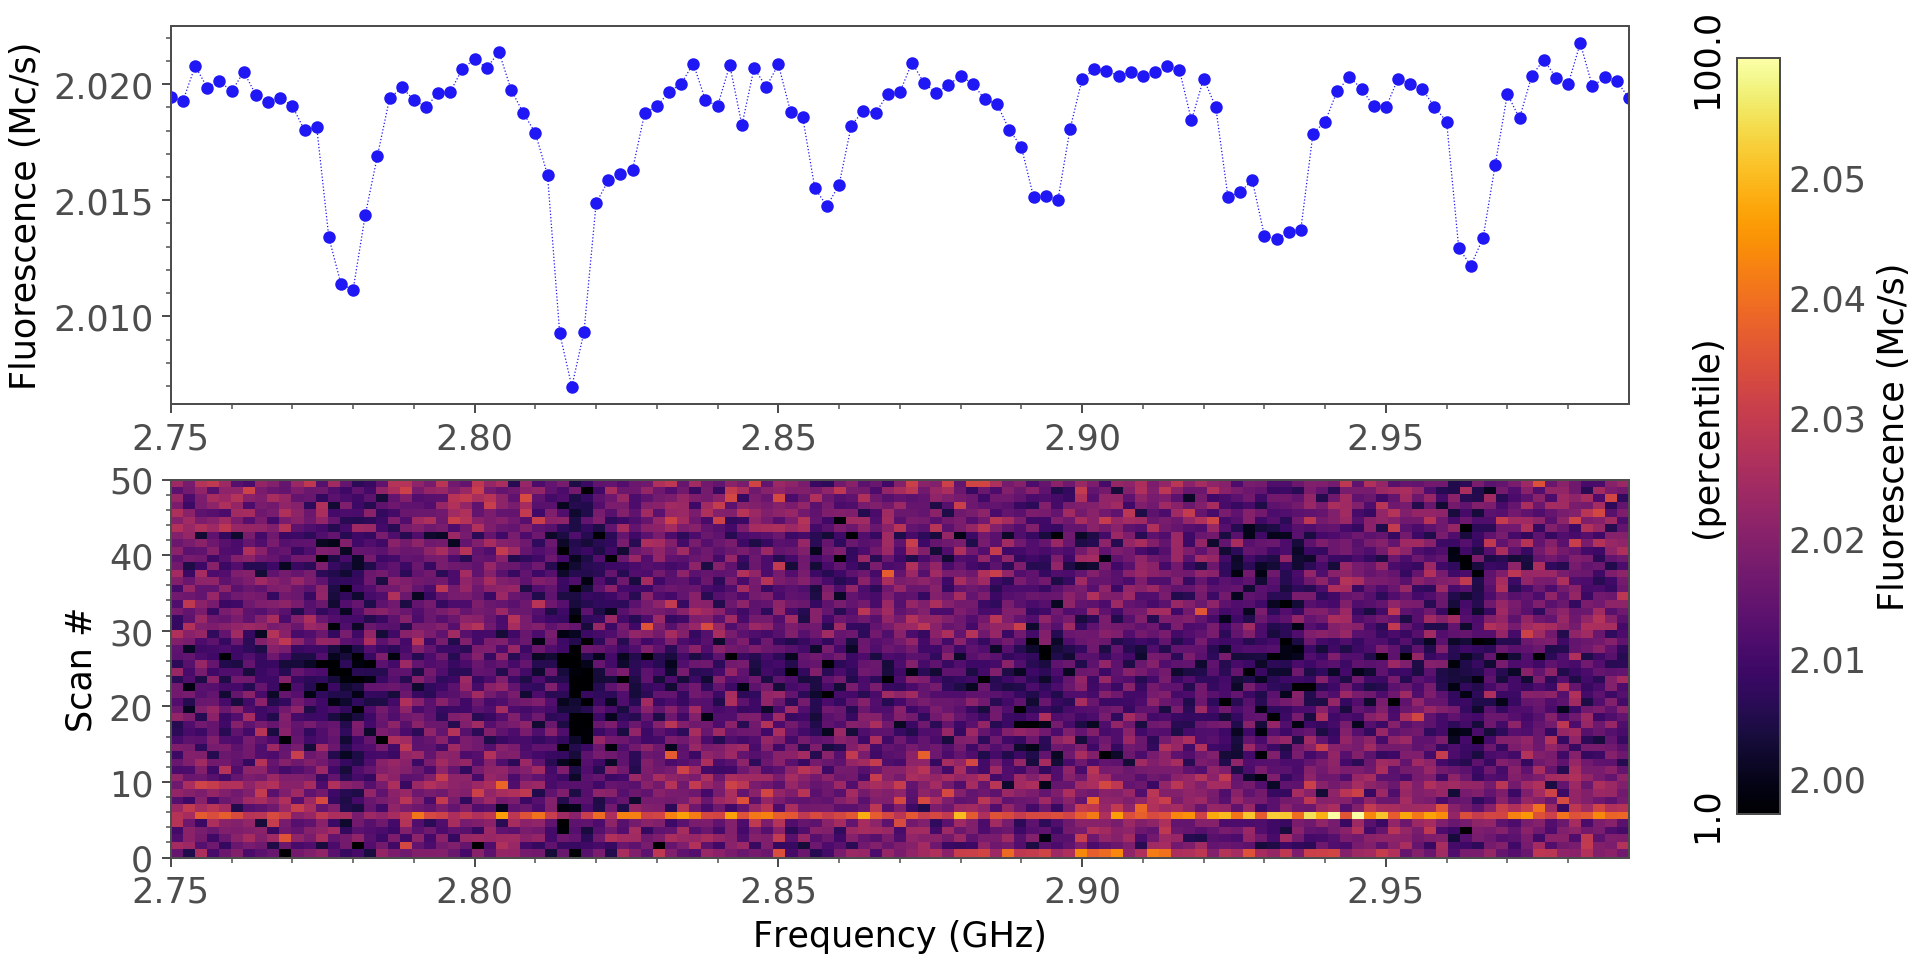 Fluorescence (Mc/s)
2.020
2.015
2.010
2.75 2.80 2.85 2.90 2.95
Scan #
50
40
30
20
10
0
2.75 2.80 2.85 2.90 2.95
Frequency (GHz)
100.0
(percentile)
1.0
2.05
2.04
2.03
2.02
2.01
2.00
Fluorescence (Mc/s)